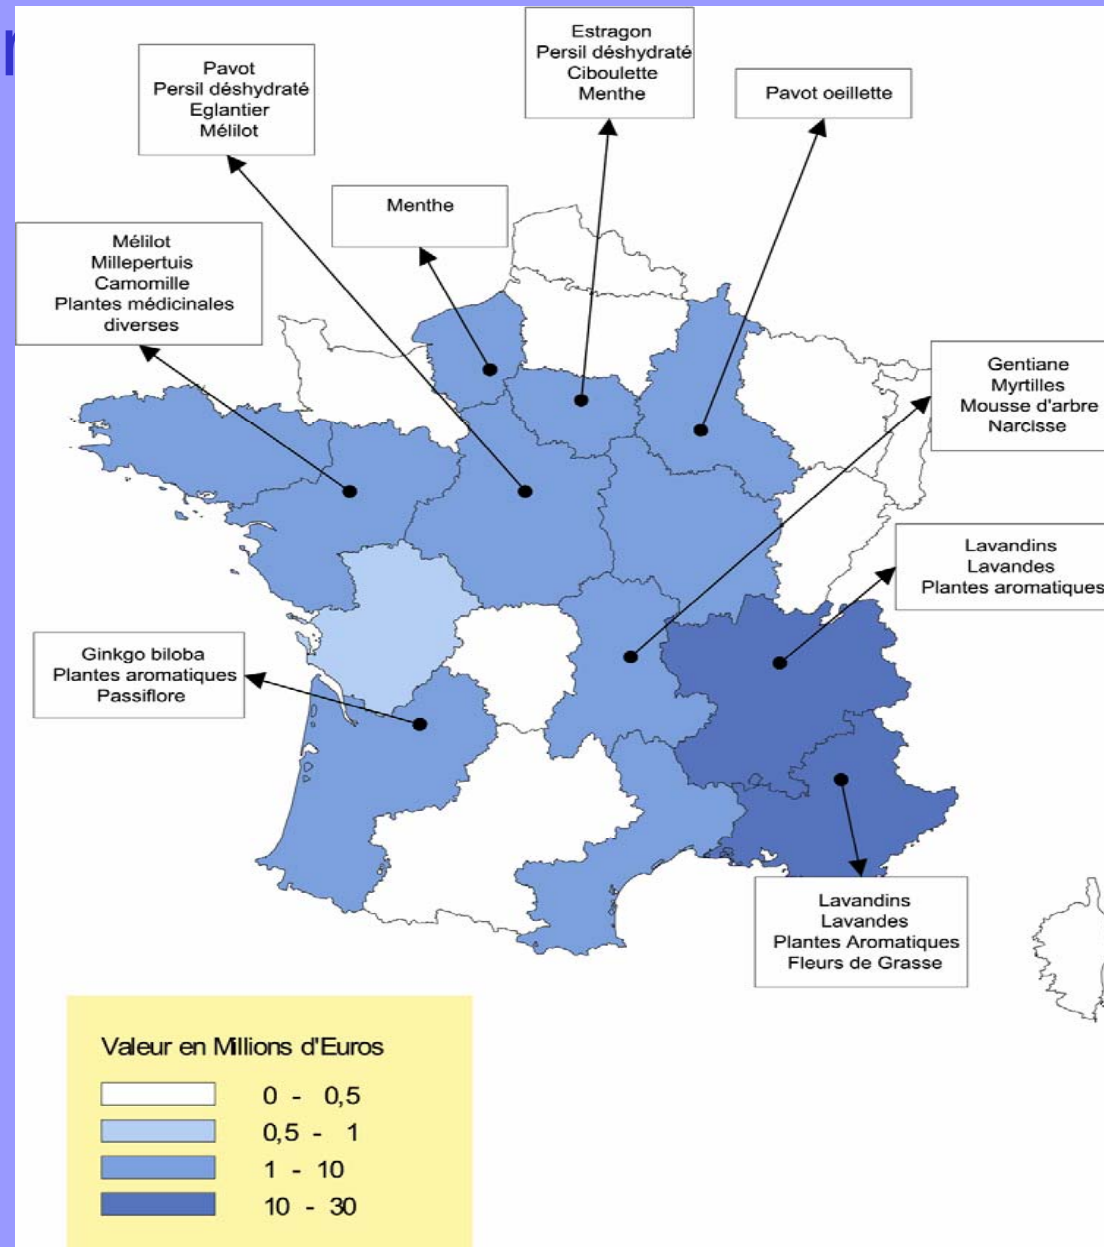 Pavot
Persil déshydraté
Eglantier
Mélilot
Estragon
Persil déshydraté
Ciboulette
Menthe
Pavot oeillette
Menthe
Mélilot
Millepertuis
Camomille
Plantes médicinales
diverses
Gentiane
Myrtilles
Mousse d'arbre
Narcisse
Lavandins
Lavandes
Plantes aromatiques
Ginkgo biloba
Plantes aromatiques
Passiflore
Lavandins
Lavandes
Plantes Aromatiques
Fleurs de Grasse
Valeur en Millions d'Euros
0 - 0,5
0,5 - 1
1 - 10
10 - 30